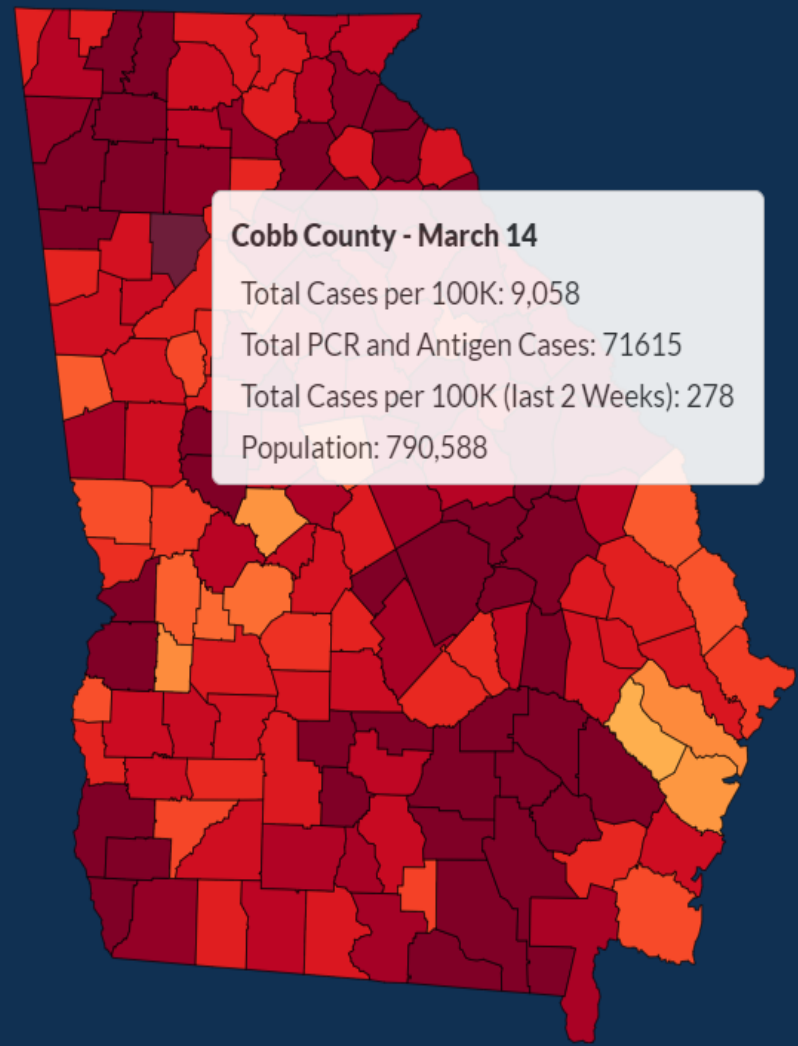 Cobb County - March 14
Total Cases per 100K: 9,058
Total PCR and Antigen Cases: 71615
Total Cases per 100K (last 2 Weeks): 278
Population: 790,588